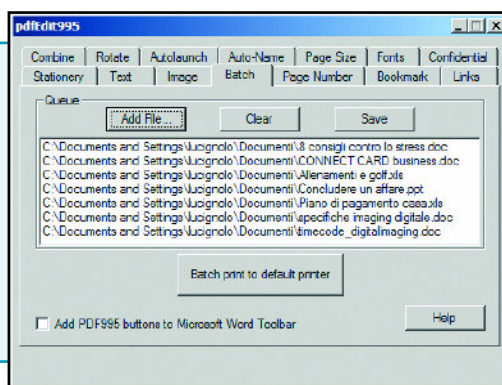 pdfEdit995
Combine Rotate Autolaunch Auto-Name Page Size Fonts Confidential
Stationery Text Image Batch Page Number Bookmark Links
Queue
Add File... Clear Save
C:\Documents and Settings\lucignolo\Documenti\8 consigli contro lo stress.doc
C:\Documents and Settings\lucignolo\Documenti\CONNECT CARD business.doc
C:\Documents and Settings\lucignolo\Documenti\Allenamenti e golf.xls
C:\Documents and Settings\lucignolo\Documenti\Concludere un affare.ppt
C:\Documents and Settings\lucignolo\Documenti\Piano di pagamento casa.xls
C:\Documents and Settings\lucignolo\Documenti\specifiche imaging digitale.doc
C:\Documents and Settings\lucignolo\Documenti\timecode_digitalimaging.doc
Batch print to default printer
Add PDF995 buttons to Microsoft Word Toolbar
Help